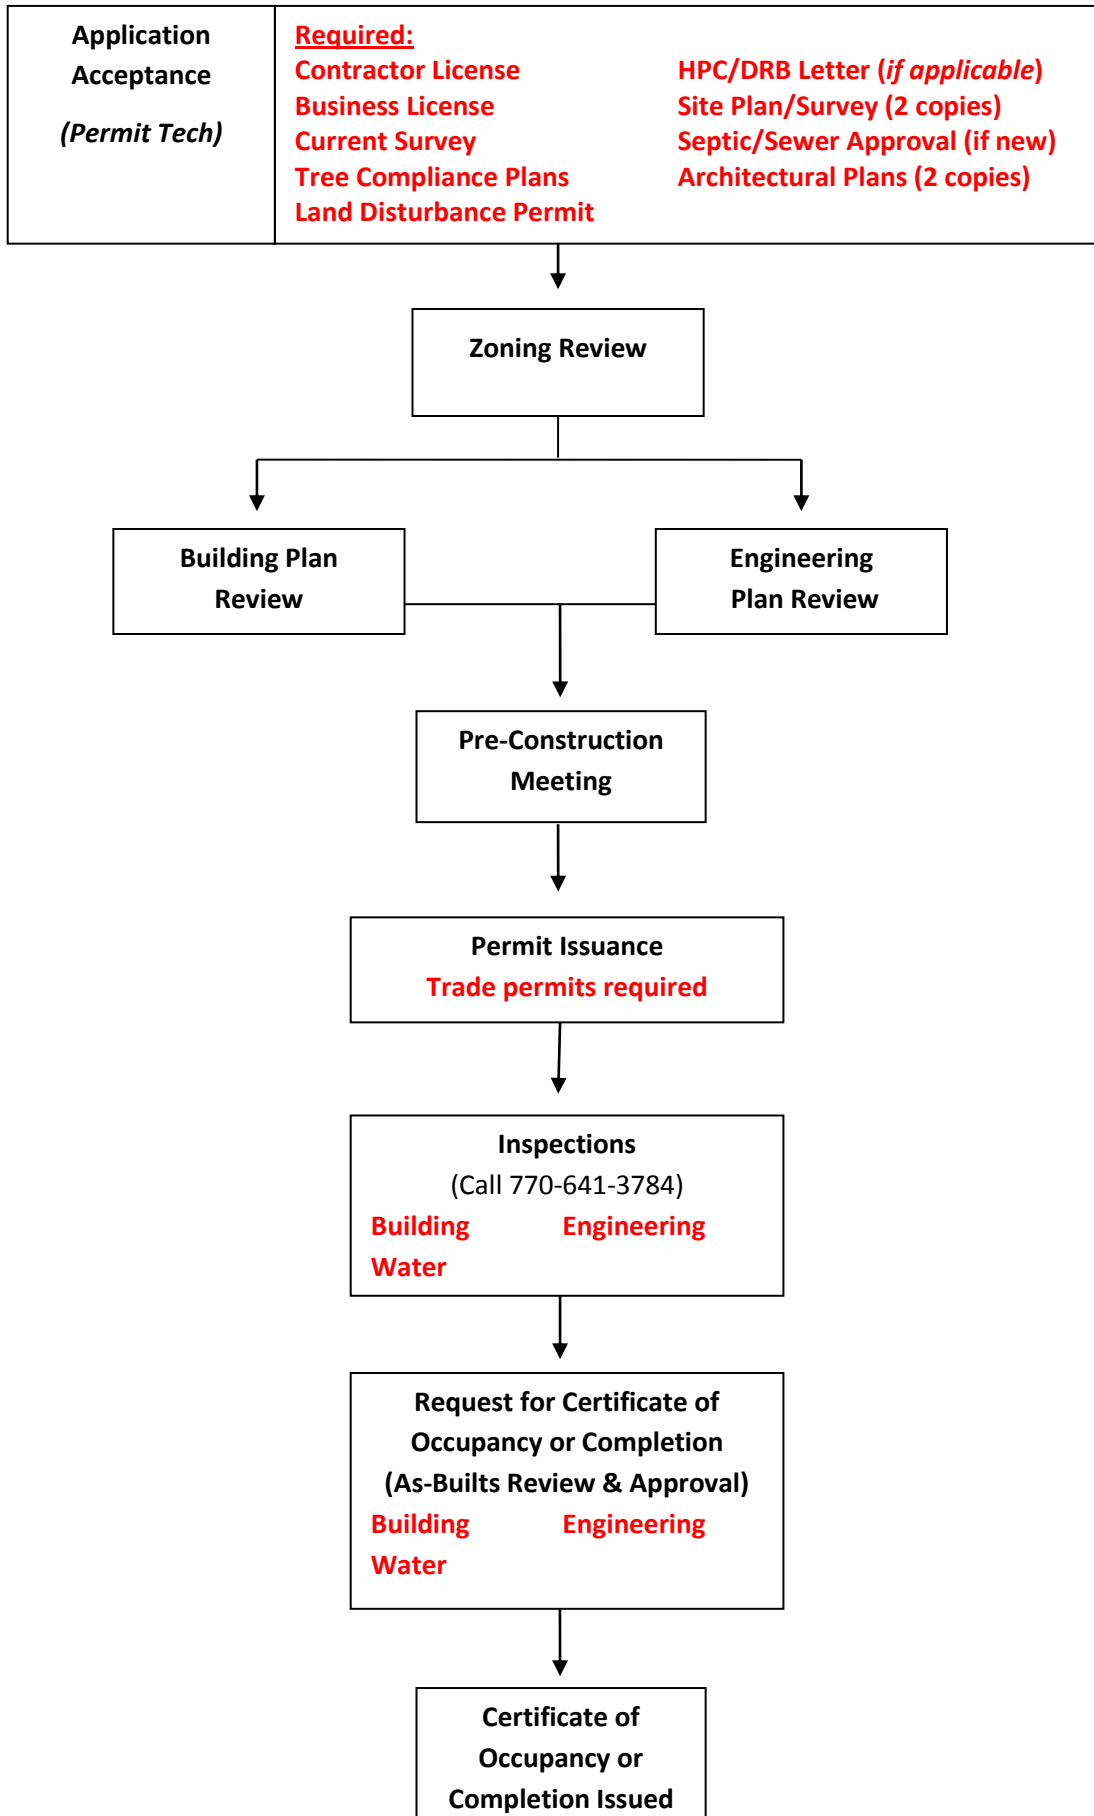 Application
Acceptance
(Permit Tech)
Required:
Contractor License
Business License
Current Survey
Tree Compliance Plans
Land Disturbance Permit
HPC/DRB Letter (if applicable)
Site Plan/Survey (2 copies)
Septic/Sewer Approval (if new)
Architectural Plans (2 copies)
Zoning Review
Building Plan
Review
Engineering
Plan Review
Pre-Construction
Meeting
Permit Issuance
Trade permits required
Inspections
(Call 770-641-3784)
Building Engineering
Water
Request for Certificate of
Occupancy or Completion
(As-Builts Review & Approval)
Building Engineering
Water
Certificate of
Occupancy or
Completion Issued